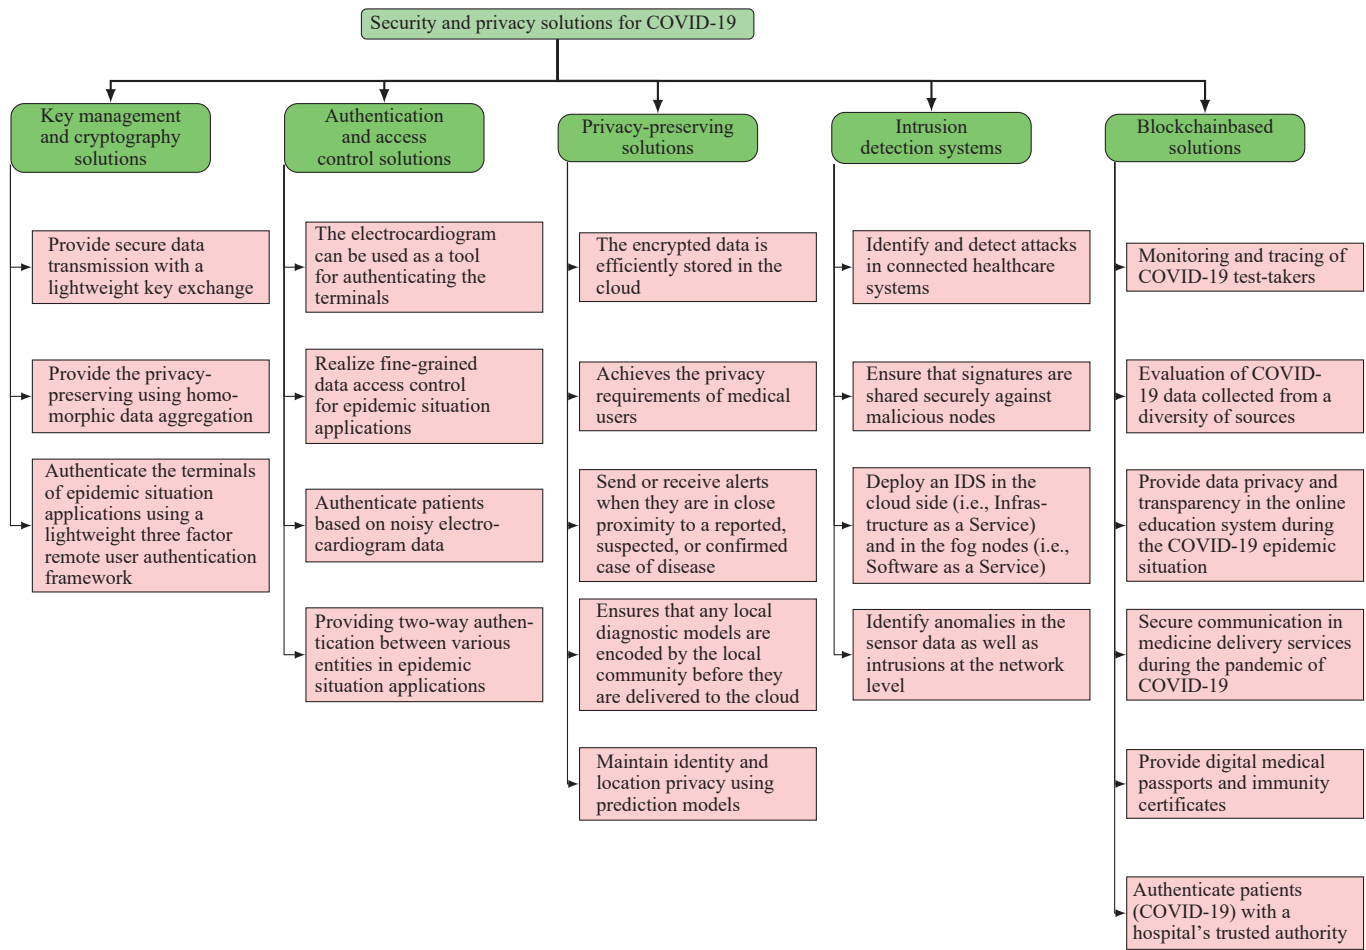 Security and privacy solutions for COVID-19
Key management
and cryptography
solutions
Provide secure data
transmission with a
lightweight key exchange
Provide the privacy-
preserving using homo-
morphic data aggregation
Authenticate the terminals
of epidemic situation
applications using a
lightweight three factor
remote user authentication
framework
Authentication
and access
control solutions
The electrocardiogram
can be used as a tool
for authenticating the
terminals
Realize fine-grained
data access control
for epidemic situation
applications
Authenticate patients
based on noisy electro-
cardiogram data
Providing two-way authen-
tication between various
entities in epidemic
situation applications
Privacy-preserving
solutions
The encrypted data is
efficiently stored in the
cloud
Achieves the privacy
requirements of medical
users
Send or receive alerts
when they are in close
proximity to a reported,
suspected, or confirmed
case of disease
Ensures that any local
diagnostic models are
encoded by the local
community before they
are delivered to the cloud
Maintain identity and
location privacy using
prediction models
Intrusion
detection systems
Identify and detect attacks
in connected healthcare
systems
Ensure that signatures are
shared securely against
malicious nodes
Deploy an IDS in the
cloud side (i.e., Infras-
tructure as a Service)
and in the fog nodes (i.e.,
Software as a Service)
Identify anomalies in the
sensor data as well as
intrusions at the network
level
Blockchainbased
solutions
Monitoring and tracing of
COVID-19 test-takers
Evaluation of COVID-
19 data collected from a
diversity of sources
Provide data privacy and
transparency in the online
education system during
the COVID-19 epidemic
situation
Secure communication in
medicine delivery services
during the pandemic of
COVID-19
Provide digital medical
passports and immunity
certificates
Authenticate patients
(COVID-19) with a
hospital's trusted authority